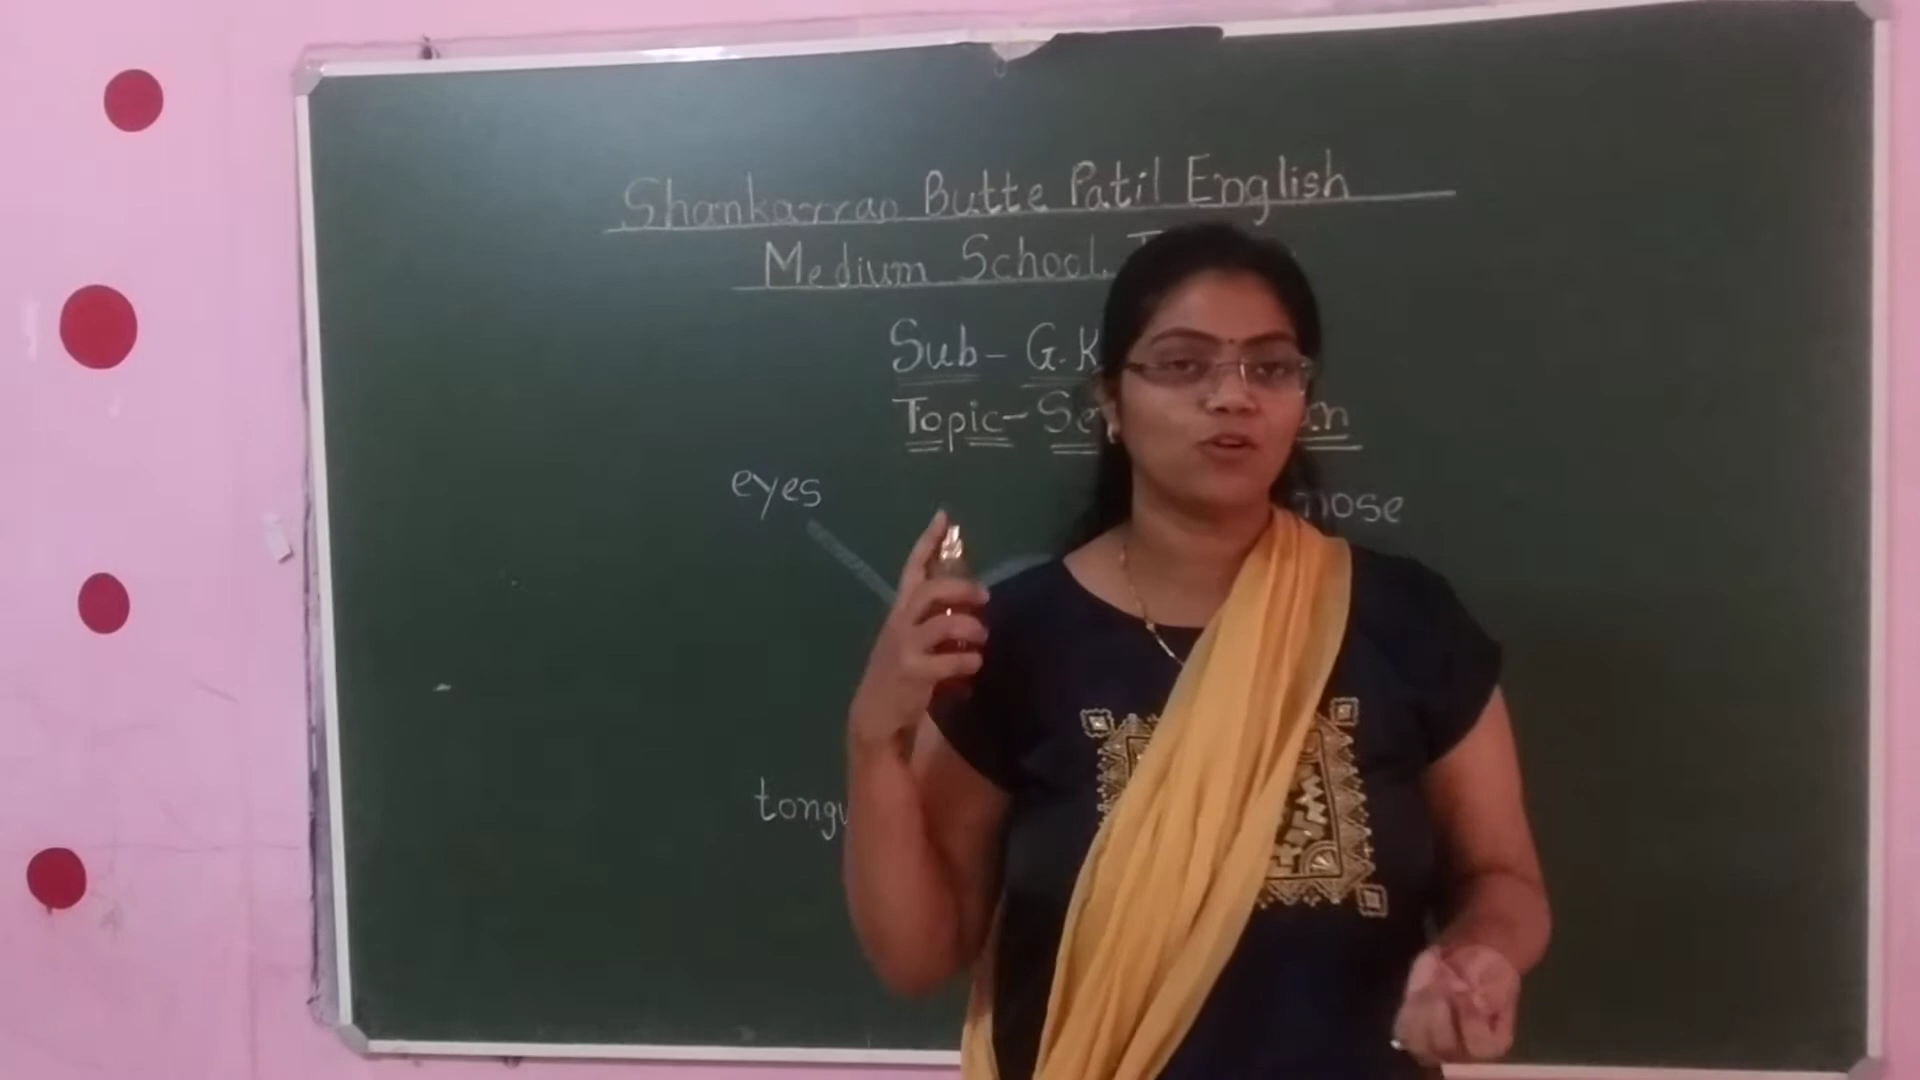 Shankarrao Butte Patil English
Medium School,
Sub- G.K
Topic-
eyes
nose